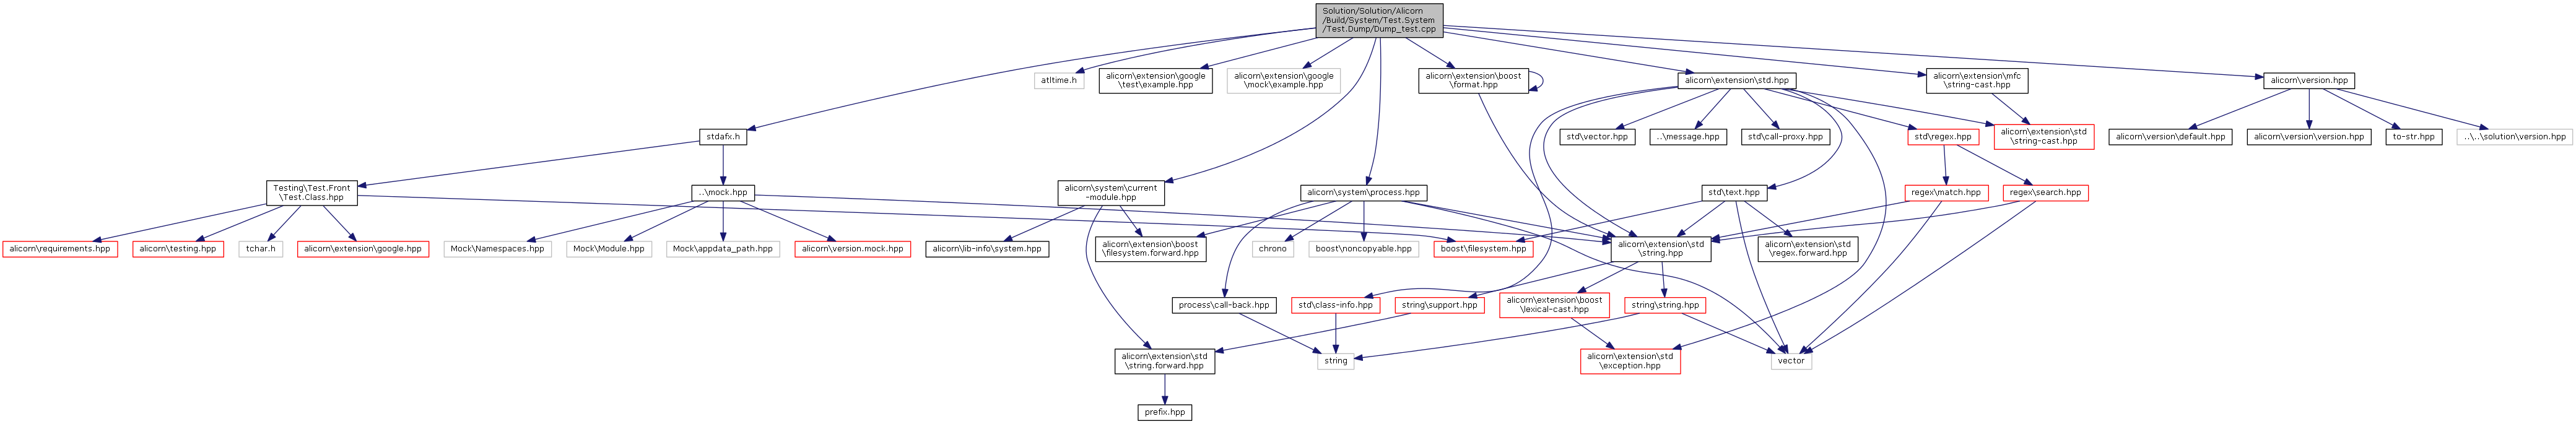 Solution/Solution/Alicorn
/Build/System/Test.System
/Test.Dump/Dump_test.cpp
atltime.h
alicorn\extension\google
\test\example.hpp
alicorn\extension\google
\mock\example.hpp
alicorn\extension\boost
\format.hpp
alicorn\extension\std.hpp
alicorn\extension\mfc
\string-cast.hpp
alicorn\version.hpp
stdafx.h
std\vector.hpp
..\message.hpp
std\call-proxy.hpp
std\regex.hpp
alicorn\extension\std
\string-cast.hpp
alicorn\version\default.hpp
alicorn\version\version.hpp
to-str.hpp
..\..\solution\version.hpp
Testing\Test.Front
\Test.Class.hpp
..\mock.hpp
alicorn\system\current
-module.hpp
alicorn\system\process.hpp
std\text.hpp
regex\match.hpp
regex\search.hpp
alicorn\requirements.hpp
alicorn\testing.hpp
tchar.h
alicorn\extension\google.hpp
Mock\Namespaces.hpp
Mock\Module.hpp
Mock\appdata_path.hpp
alicorn\version.mock.hpp
alicorn\lib-info\system.hpp
alicorn\extension\boost
\filesystem.forward.hpp
chrono
boost\noncopyable.hpp
boost\filesystem.hpp
alicorn\extension\std
\string.hpp
alicorn\extension\std
\regex.forward.hpp
process\call-back.hpp
std\class-info.hpp
string\support.hpp
alicorn\extension\boost
\lexical-cast.hpp
string\string.hpp
alicorn\extension\std
\string.forward.hpp
string
alicorn\extension\std
\exception.hpp
vector
prefix.hpp